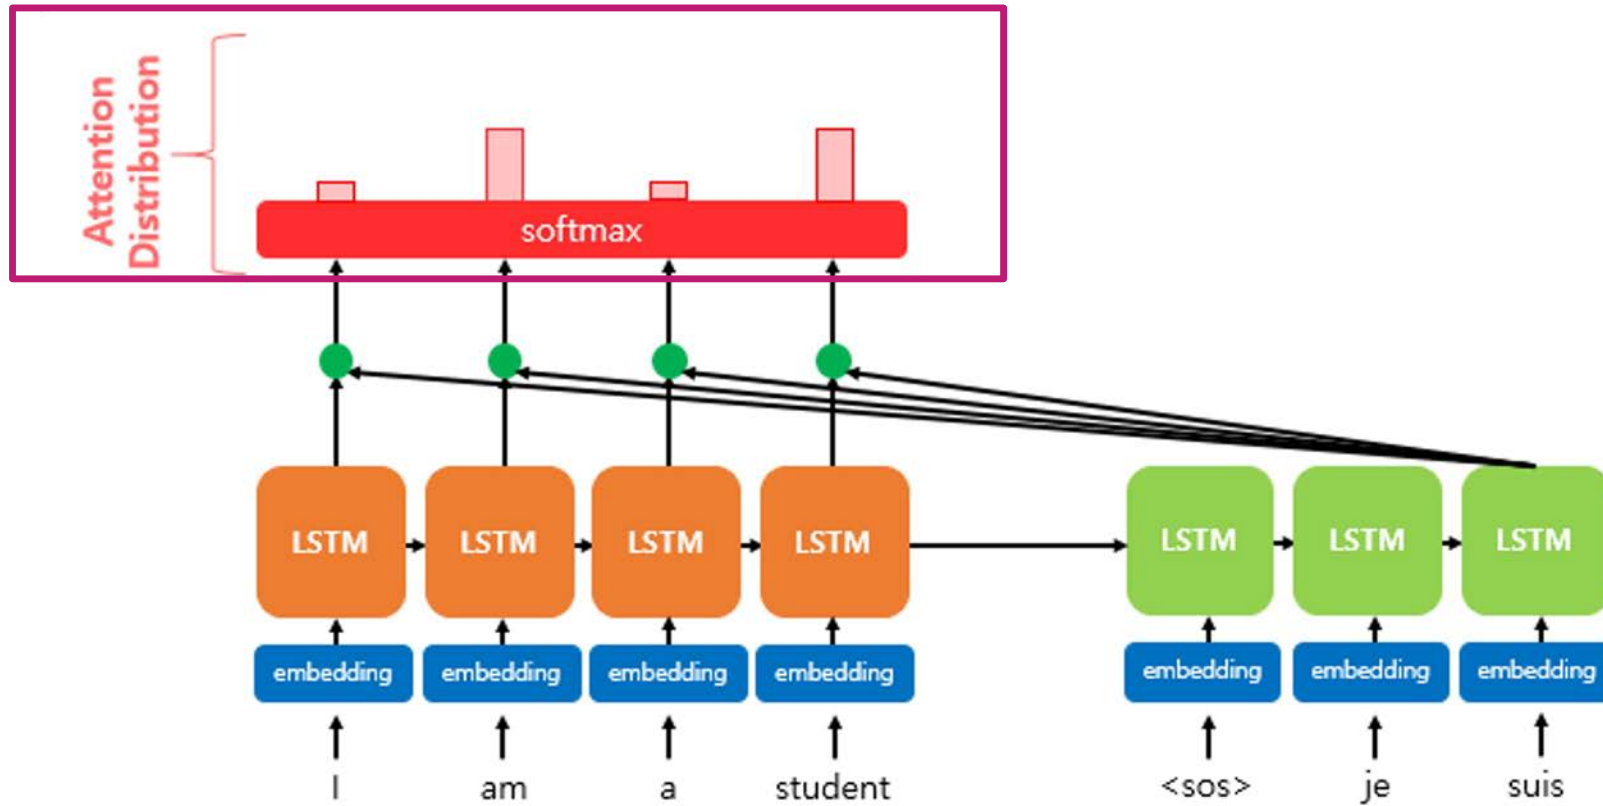 Attention
Distribution
softmax
LSTM LSTM LSTM LSTM LSTM LSTM LSTM
embedding embedding embedding embedding embedding embedding embedding
I am a student <sos> je suis